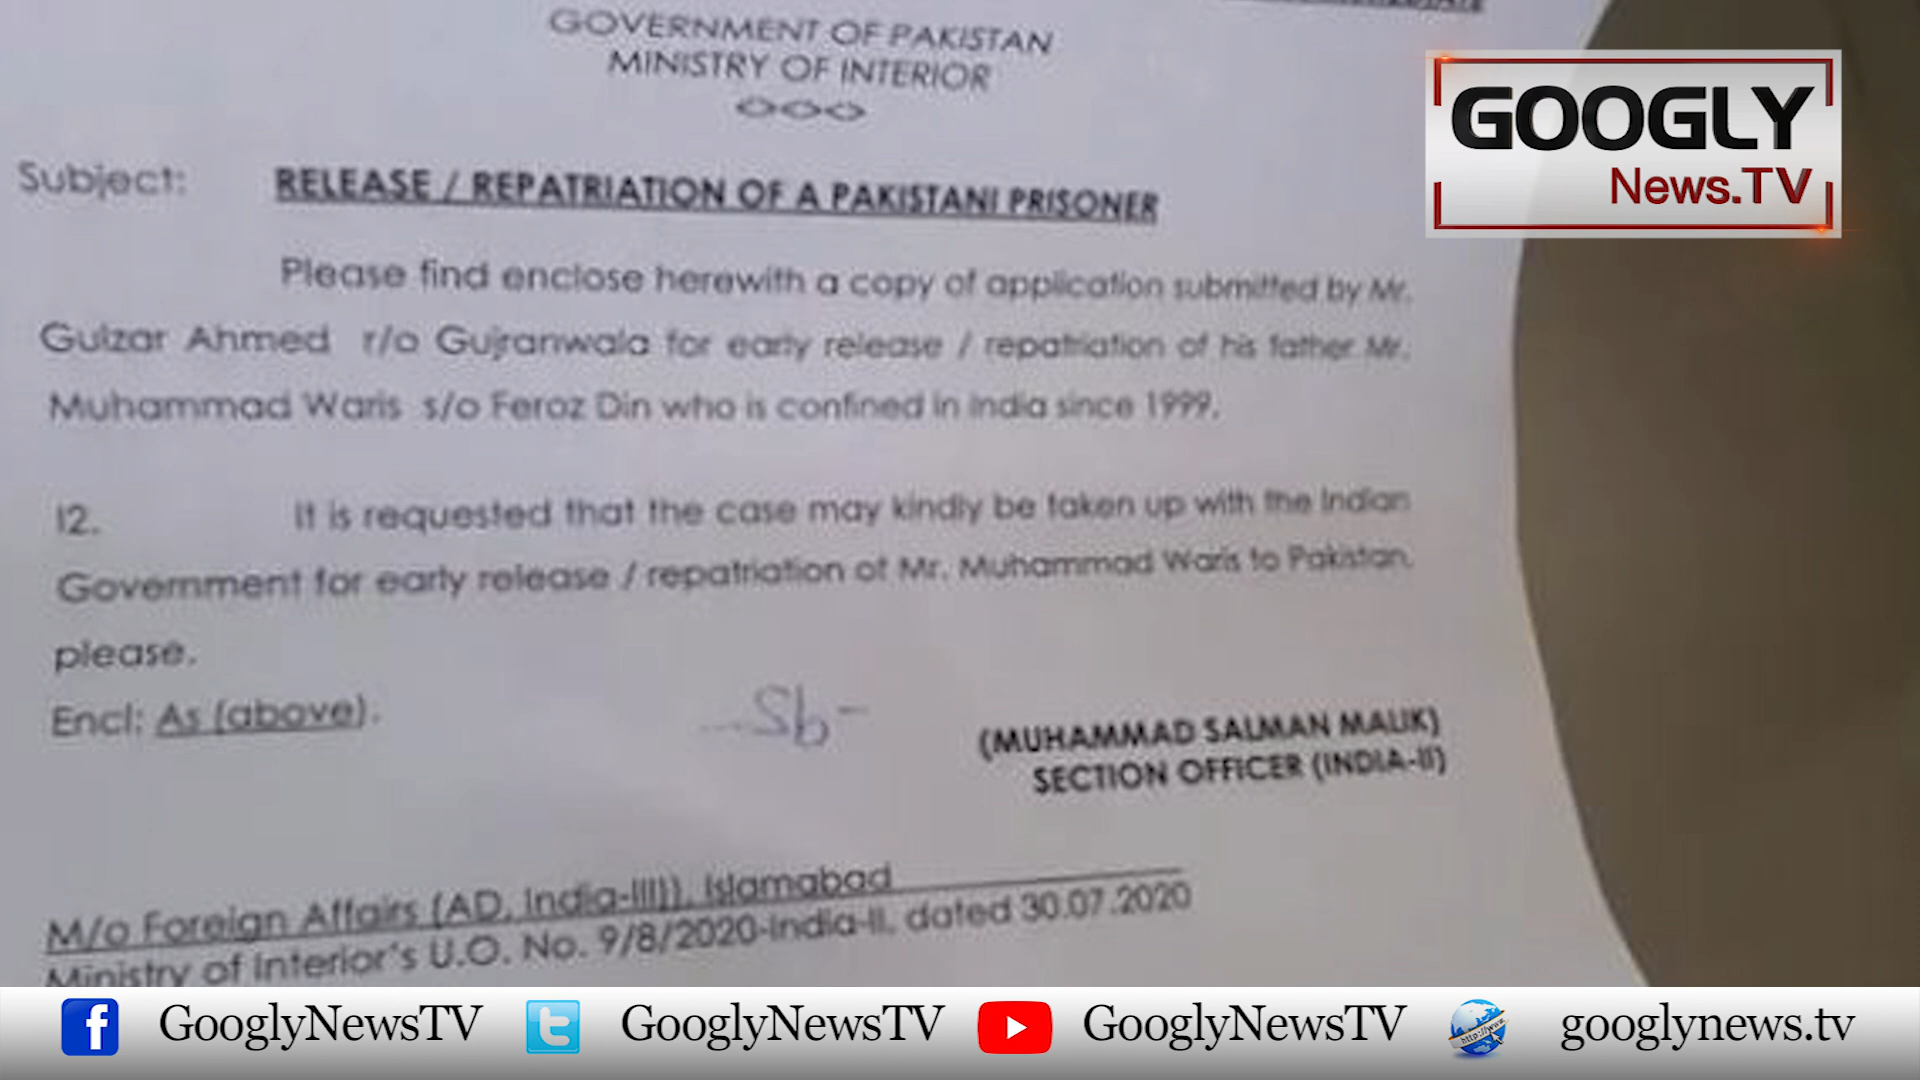 GOVERNMENT OF PAKISTAN
MINISTRY OF INTERIOR
GOOGLY
News.TV
Subject: RELEASE / REPATRIATION OF A PAKISTANI PRISONER
Please find enclose herewith a copy of application submitted by Mr.
Gulzar Ahmed r/o Gujranwala for early release / repatriation of his father Mr.
Muhammad Waris s/o Feroz Din who is confined in India since 1999.
12. It is requested that the case may kindly be taken up with the Indian
Government for early release / repatriation of Mr. Muhammad Waris to Pakistan,
please.
Encl: As (above).
(MUHAMMAD SALMAN MALIK)
SECTION OFFICER (INDIA-II)
M/o Foreign Affairs (AD, India-III)), Islamabad
Ministry of Interior's U.O. No. 9/8/2020-India-II, dated 30.07.2020
GooglyNewsTV GooglyNewsTV GooglyNewsTV googlynews.tv